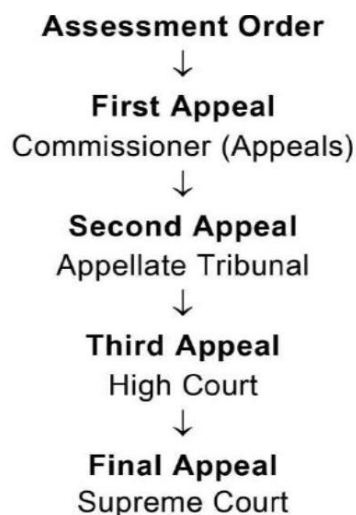 Assessment Order
↓
First Appeal
Commissioner (Appeals)
↓
Second Appeal
Appellate Tribunal
↓
Third Appeal
High Court
↓
Final Appeal
Supreme Court